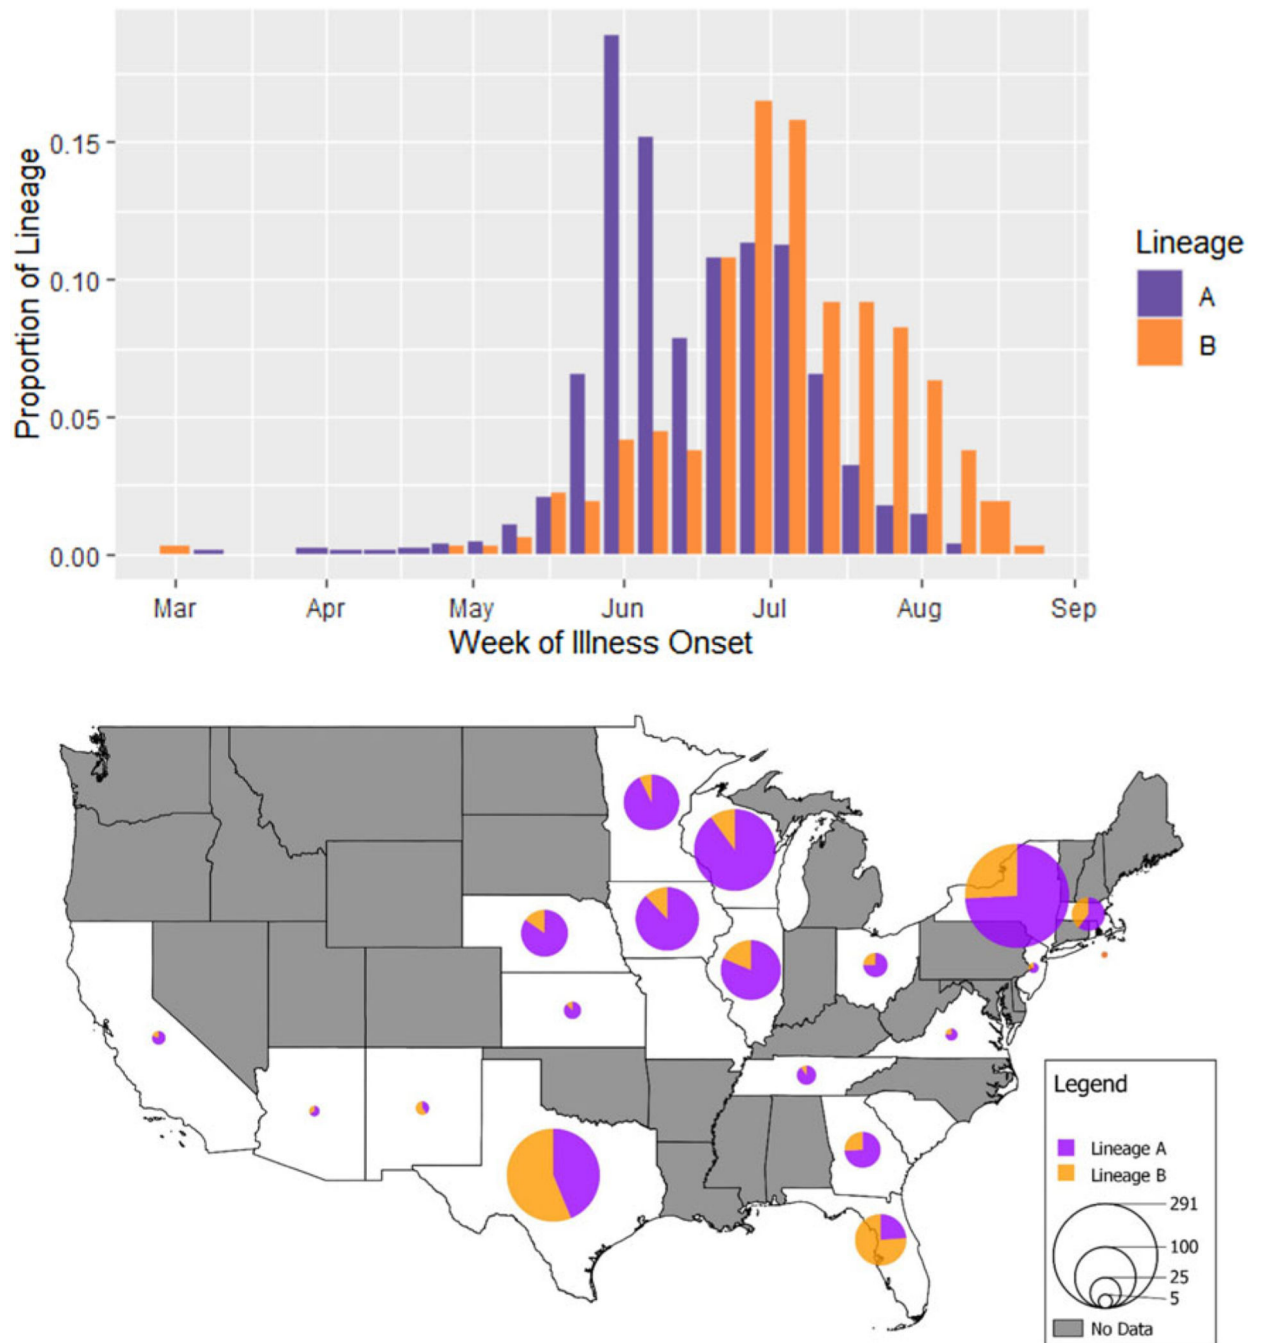 Proportion of Lineage
0.15
0.10
0.05
0.00
Mar Apr May Jun Jul Aug Sep
Week of Illness Onset
Lineage
A
B
Legend
Lineage A
Lineage B
291
100
25
5
No Data